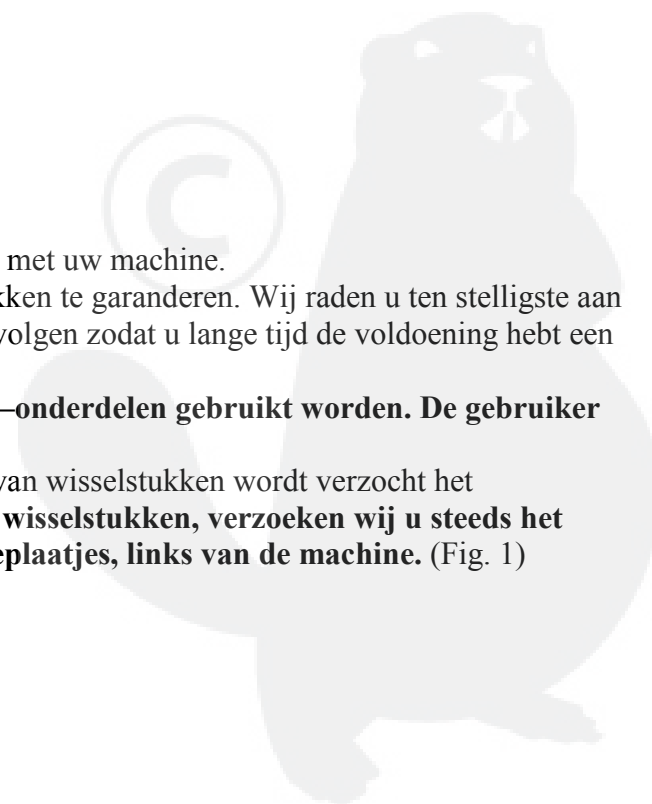 ©
met uw machine.
kken te garanderen. Wij raden u ten stelligste aan
volgen zodat u lange tijd de voldoening hebt een
–onderdelen gebruikt worden. De gebruiker
van wisselstukken wordt verzocht het
wisselstukken, verzoeken wij u steeds het
eplaatjes, links van de machine. (Fig. 1)